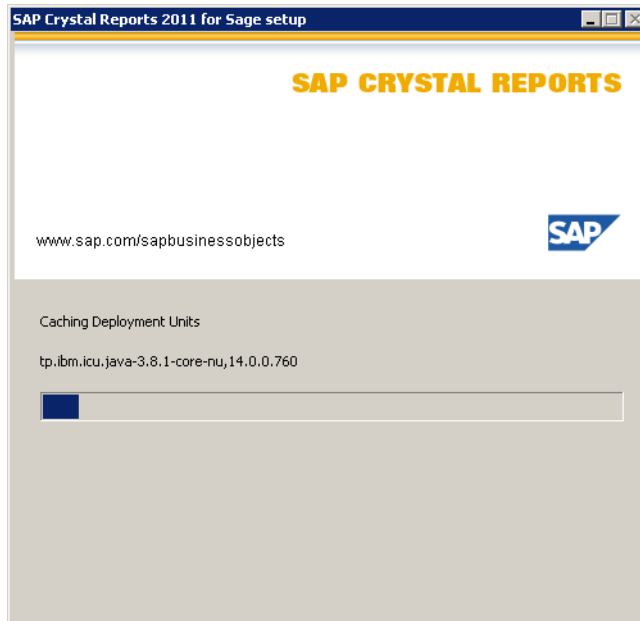 SAP Crystal Reports 2011 for Sage setup
SAP CRYSTAL REPORTS
www.sap.com/sapbusinessobjects
SAP
Caching Deployment Units
tp.ibm.icu.java-3.8.1-core-nu,14.0.0.760